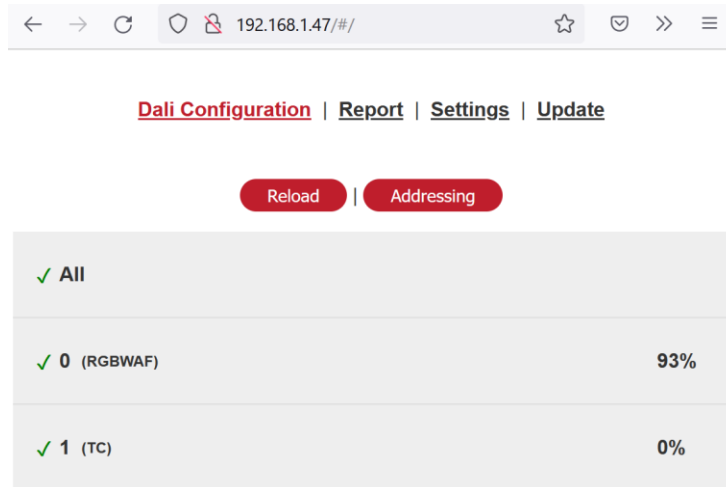 192.168.1.47/#/
Dali Configuration | Report | Settings | Update
Reload | Addressing
✓ All
✓ 0 (RGBWAF) 93%
✓ 1 (TC) 0%